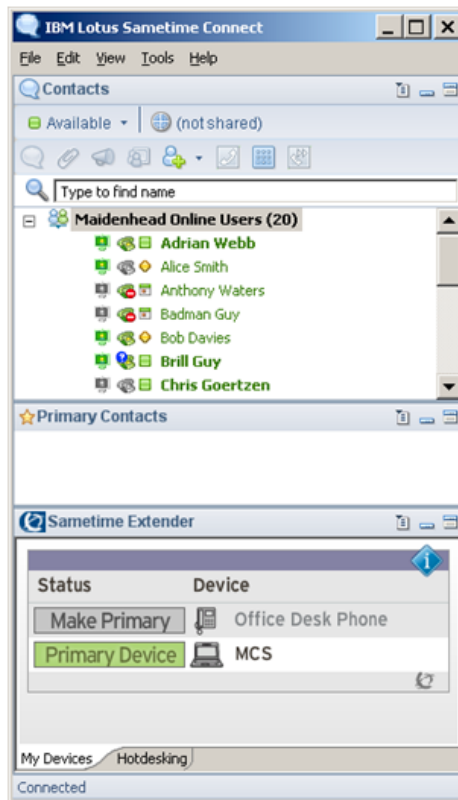 IBM Lotus Sametime Connect
File Edit View Tools Help
Contacts
Available (not shared)
Type to find name
Maidenhead Online Users (20)
Adrian Webb
Alice Smith
Anthony Waters
Badman Guy
Bob Davies
Brill Guy
Chris Goertzen
Primary Contacts
Sametime Extender
Status Device
Make Primary Office Desk Phone
Primary Device MCS
My Devices Hotdesking
Connected